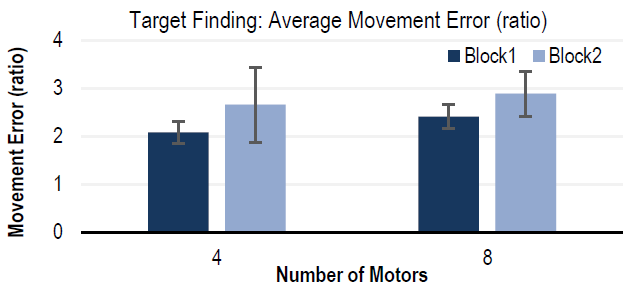 Target Finding: Average Movement Error (ratio)
4
Block1 Block2
3
2
1
0
Movement Error (ratio)
4 8
Number of Motors